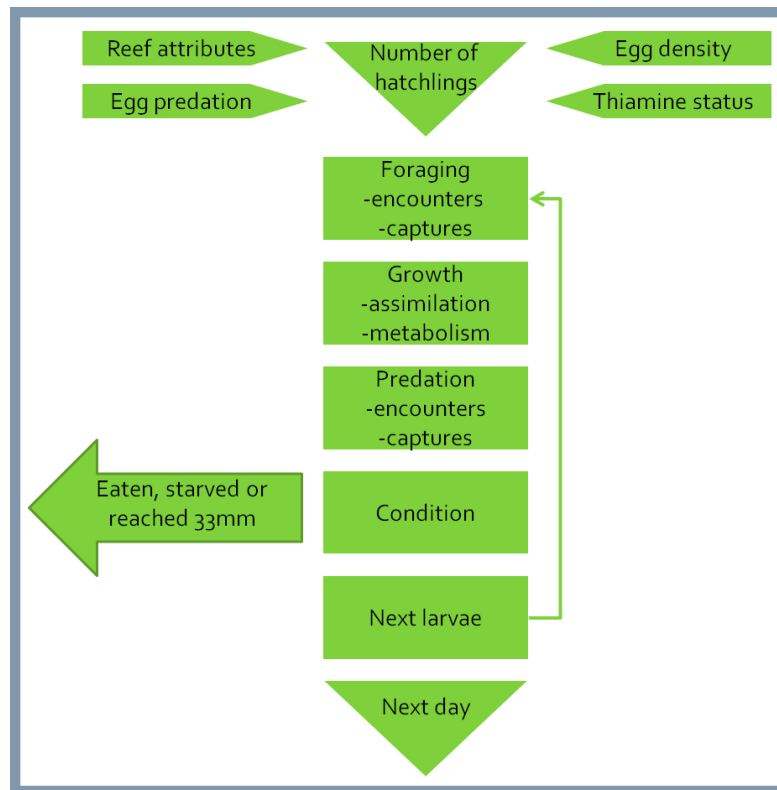 Reef attributes
Number of
hatchlings
Egg density
Egg predation
Thiamine status
Foraging
-encounters
-captures
Growth
-assimilation
-metabolism
Predation
-encounters
-captures
Eaten, starved or
reached 33mm
Condition
Next larvae
Next day